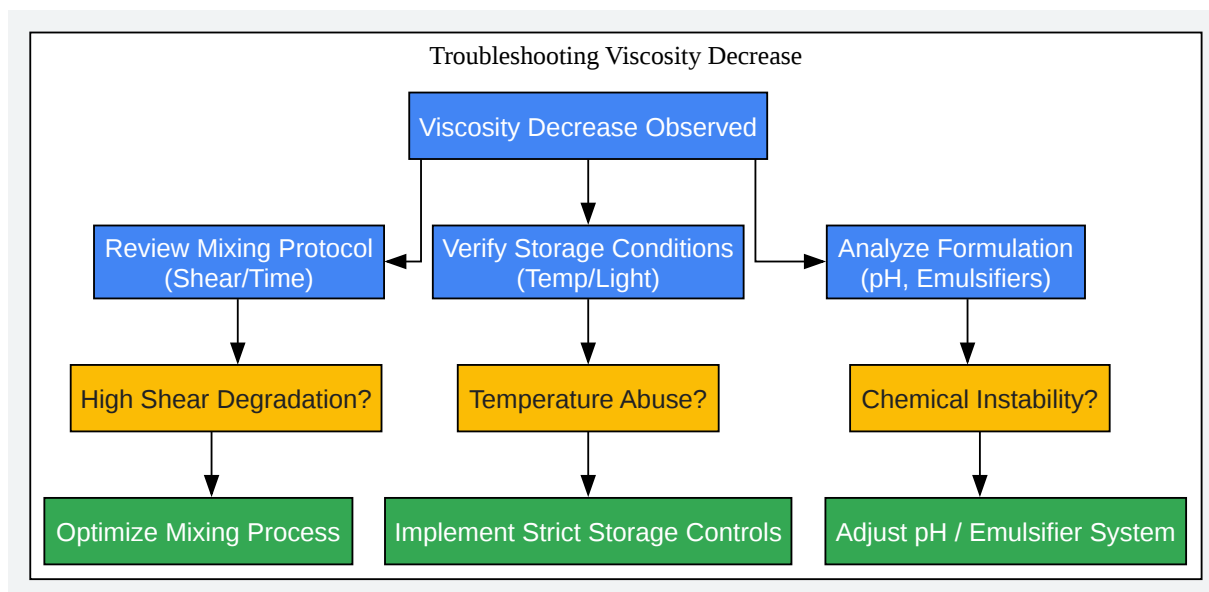 Troubleshooting Viscosity Decrease
Viscosity Decrease Observed
Review Mixing Protocol
(Shear/Time)
Verify Storage Conditions
(Temp/Light)
Analyze Formulation
(pH, Emulsifiers)
High Shear Degradation?
Temperature Abuse?
Chemical Instability?
Optimize Mixing Process
Implement Strict Storage Controls
Adjust pH / Emulsifier System